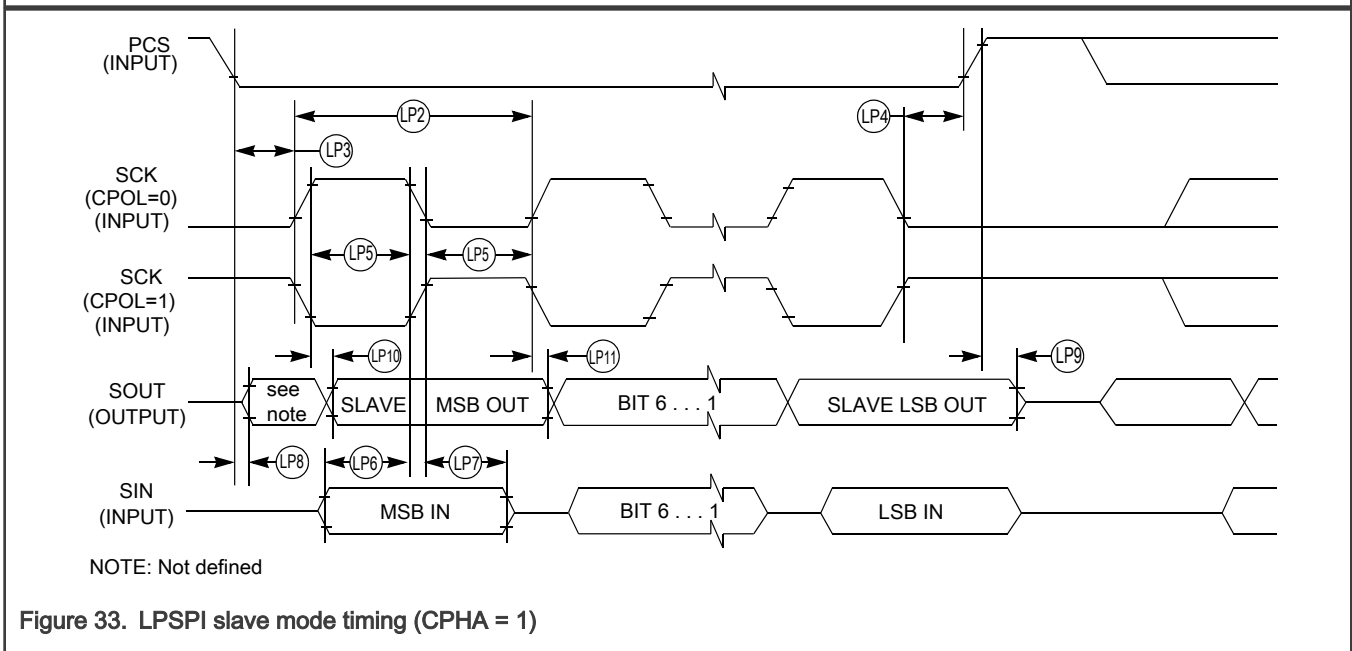 PCS
(INPUT)
LP2
LP4
LP3
SCK
(CPOL=0)
(INPUT)
LP5
LP5
SCK
(CPOL=1)
(INPUT)
LP10
LP11
LP9
SOUT
(OUTPUT)
see
note
SLAVE
MSB OUT
BIT 6 . . . 1
SLAVE LSB OUT
LP8
LP6
LP7
SIN
(INPUT)
MSB IN
BIT 6 . . . 1
LSB IN
NOTE: Not defined
Figure 33. LPSPI slave mode timing (CPHA = 1)